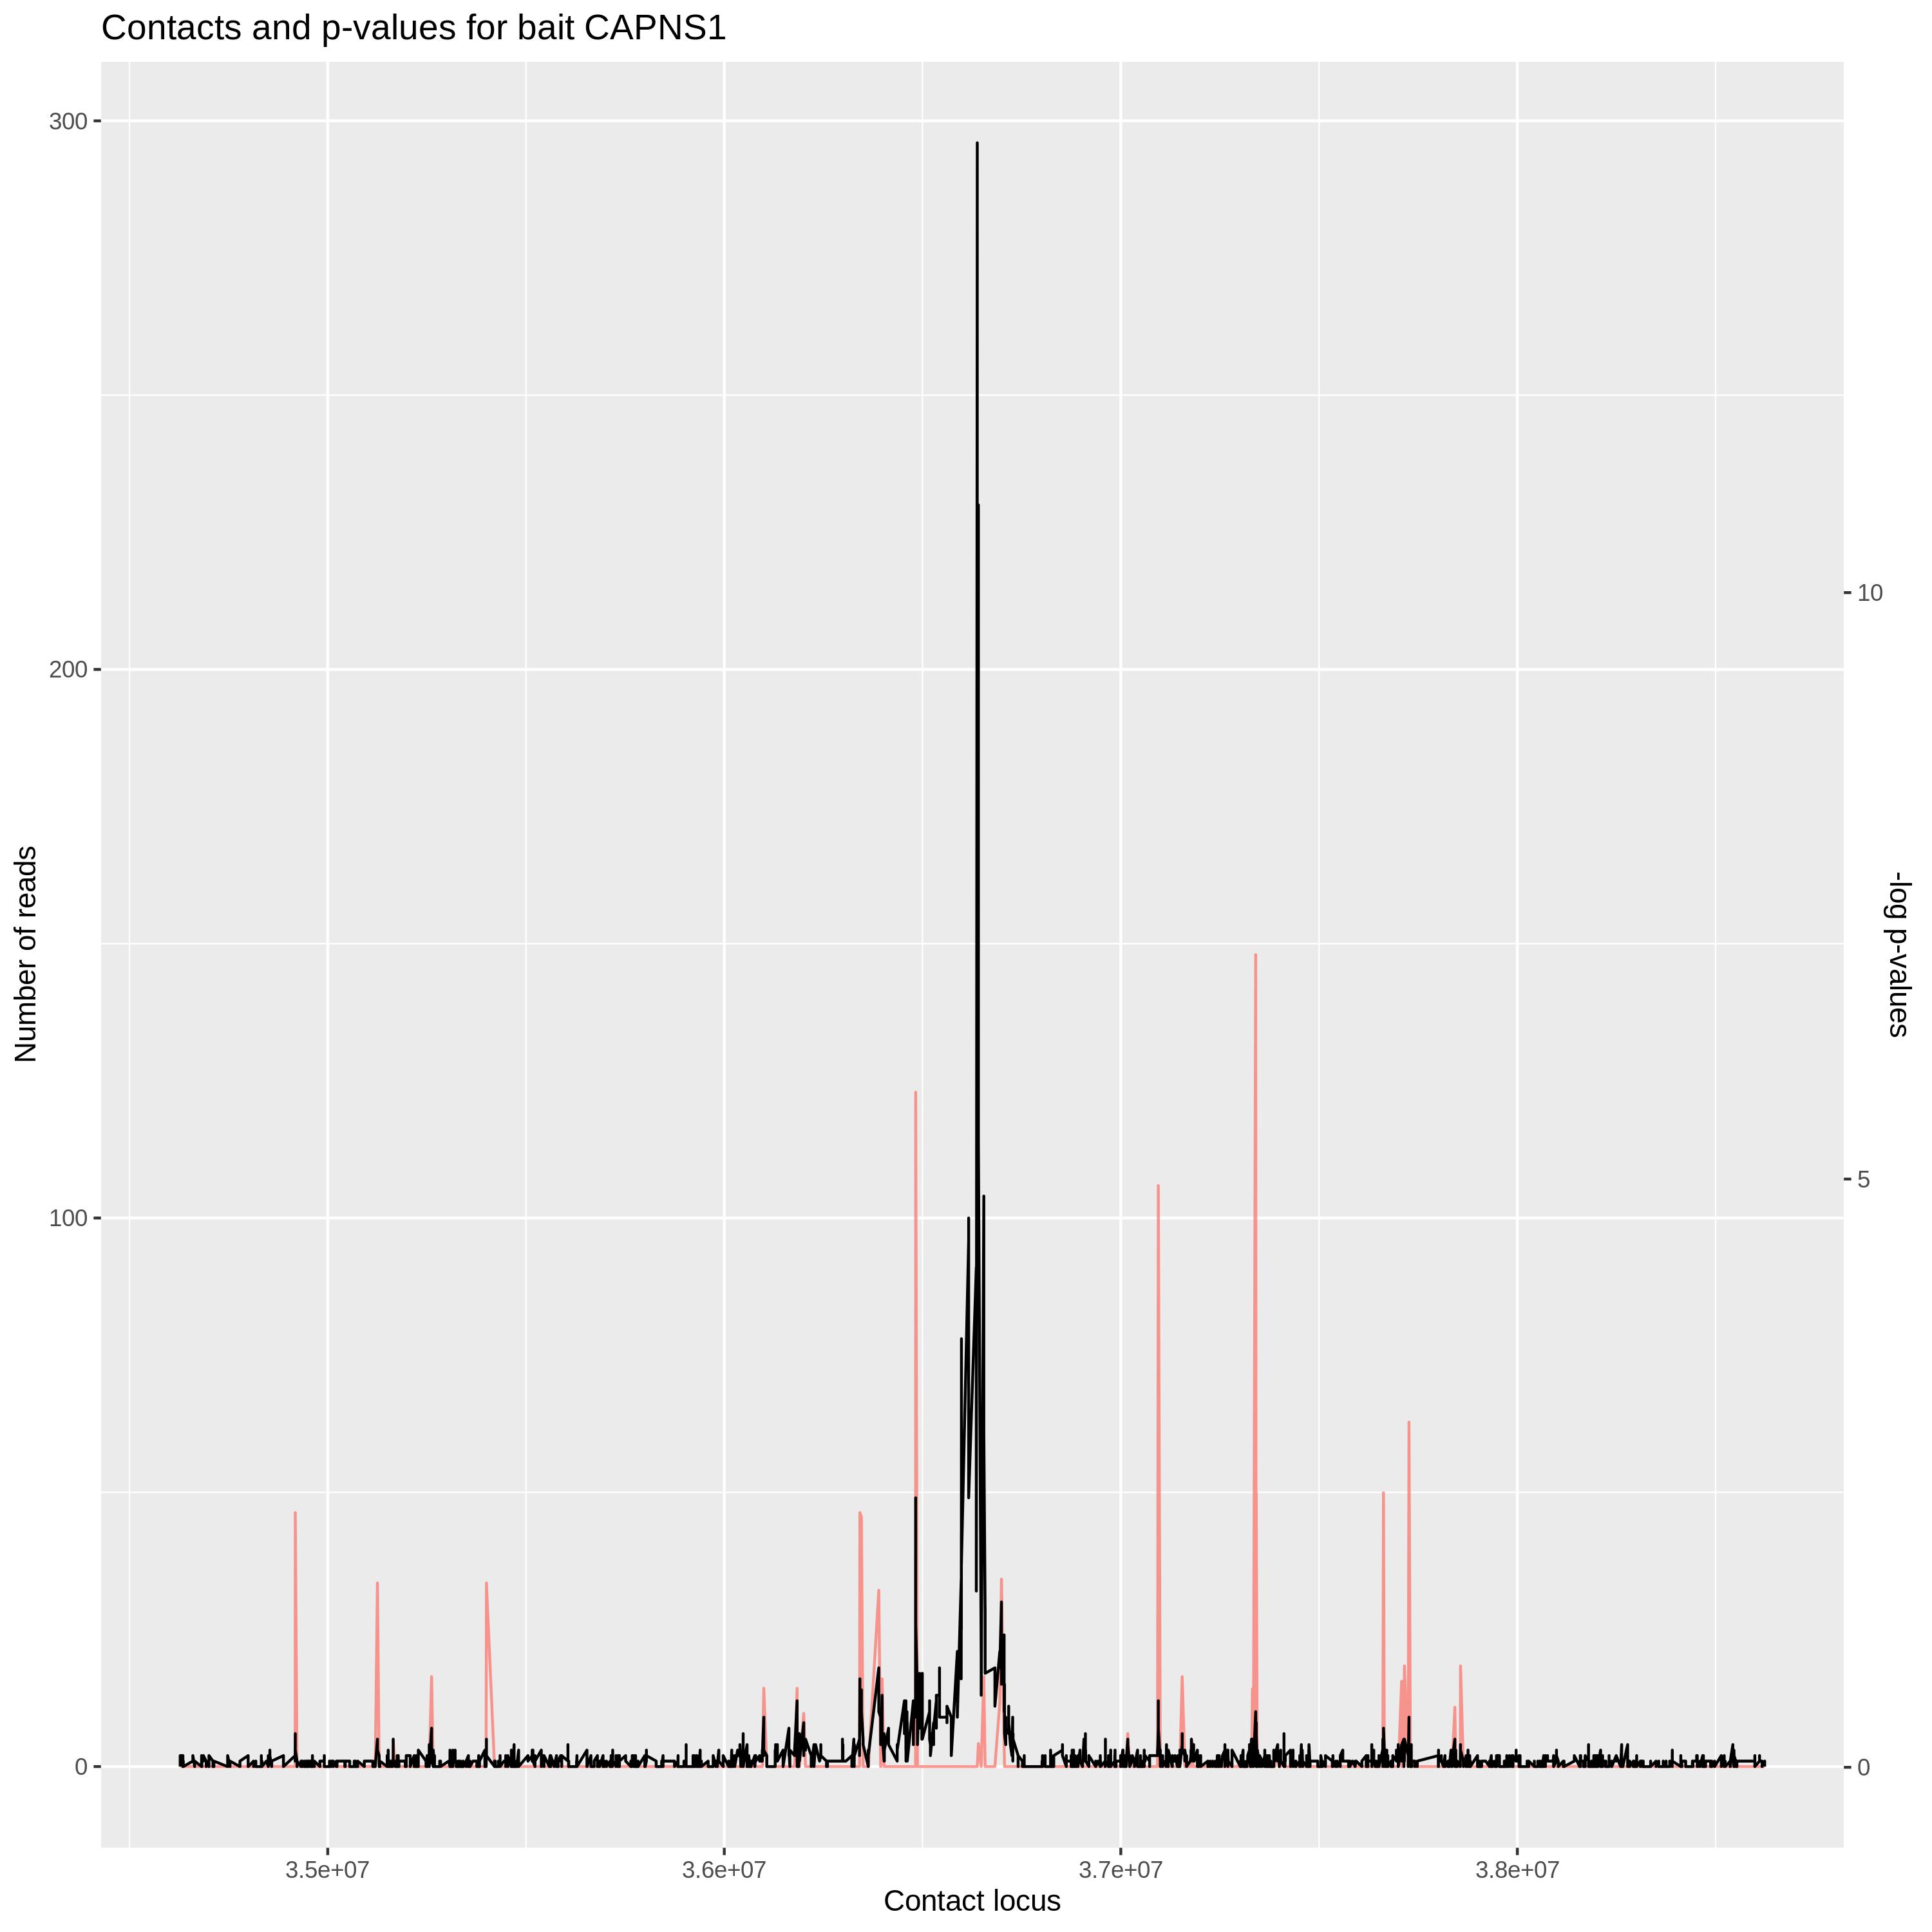 Contacts and p-values for bait CAPNS1
300
200
100
0
Number of reads
10
5
0
-log p-values
3.5e+07
3.6e+07
3.7e+07
3.8e+07
Contact locus